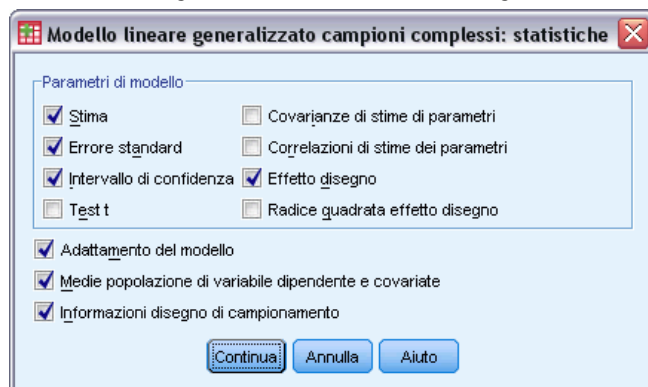 Modello lineare generalizzato campioni complessi: statistiche
Parametri di modello
Stima
Covarianze di stime di parametri
Errore standard
Correlazioni di stime dei parametri
Intervallo di confidenza
Effetto disegno
Test t
Radice quadrata effetto disegno
Adattamento del modello
Medie popolazione di variabile dipendente e covariate
Informazioni disegno di campionamento
Continua Annulla Aiuto